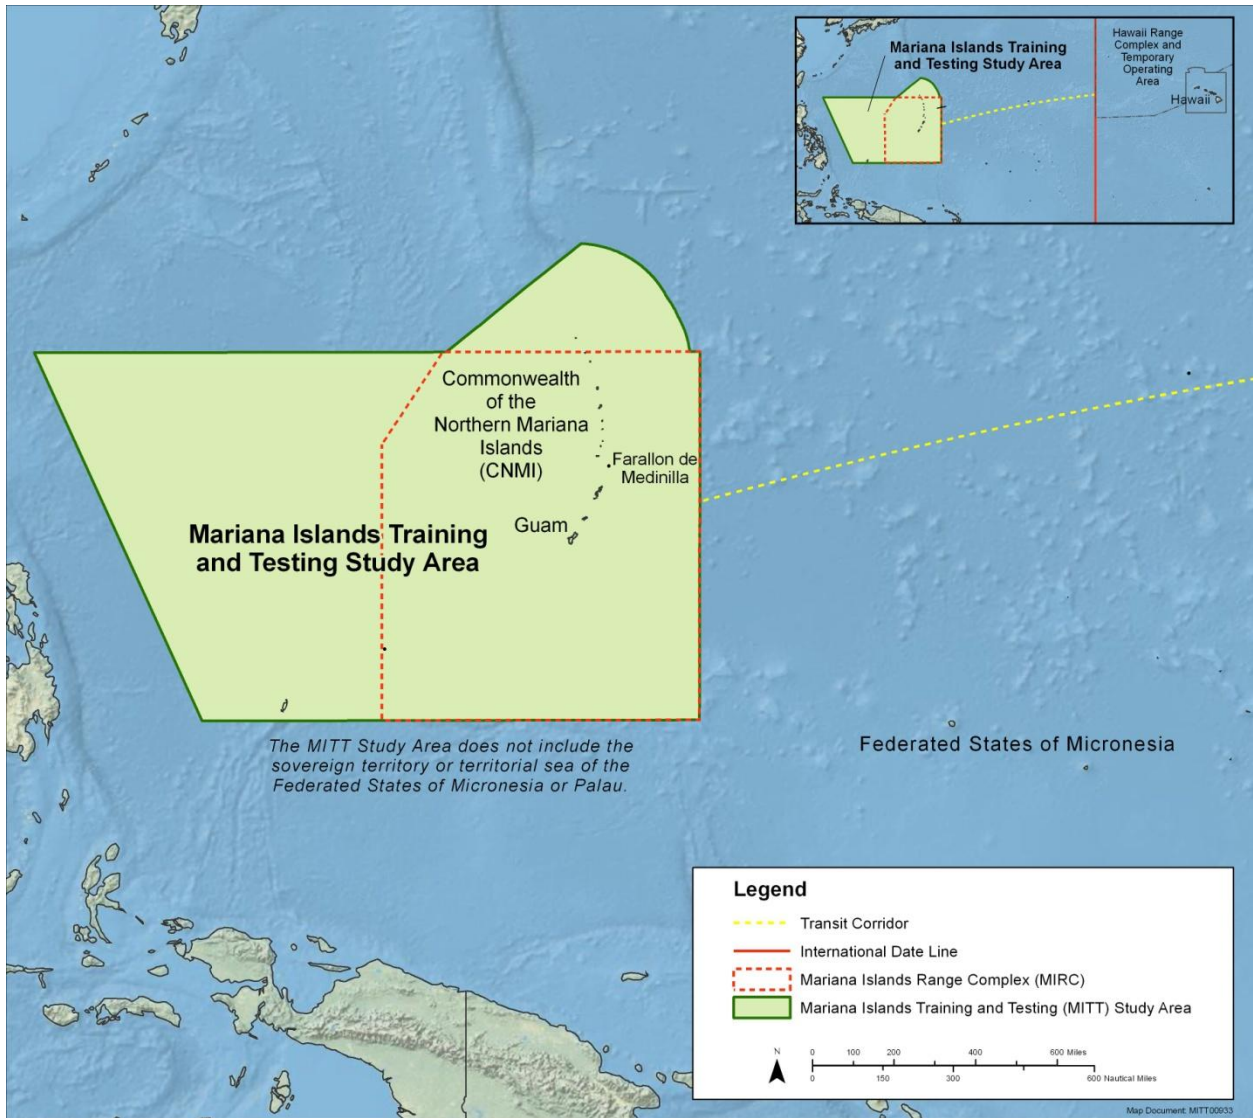 Mariana Islands Training
and Testing Study Area
Hawaii Range
Complex and
Temporary
Operating
Area
Hawaii
Commonwealth
of the
Northern Mariana
Islands
(CNMI)
Farallon de
Medinilla
Guam
Mariana Islands Training
and Testing Study Area
The MITT Study Area does not include the
sovereign territory or territorial sea of the
Federated States of Micronesia or Palau.
Federated States of Micronesia
Legend
Transit Corridor
International Date Line
Mariana Islands Range Complex (MIRC)
Mariana Islands Training and Testing (MITT) Study Area
N
0 100 200 400 600 Miles
0 150 300 600 Nautical Miles
Map Document: MITT00933